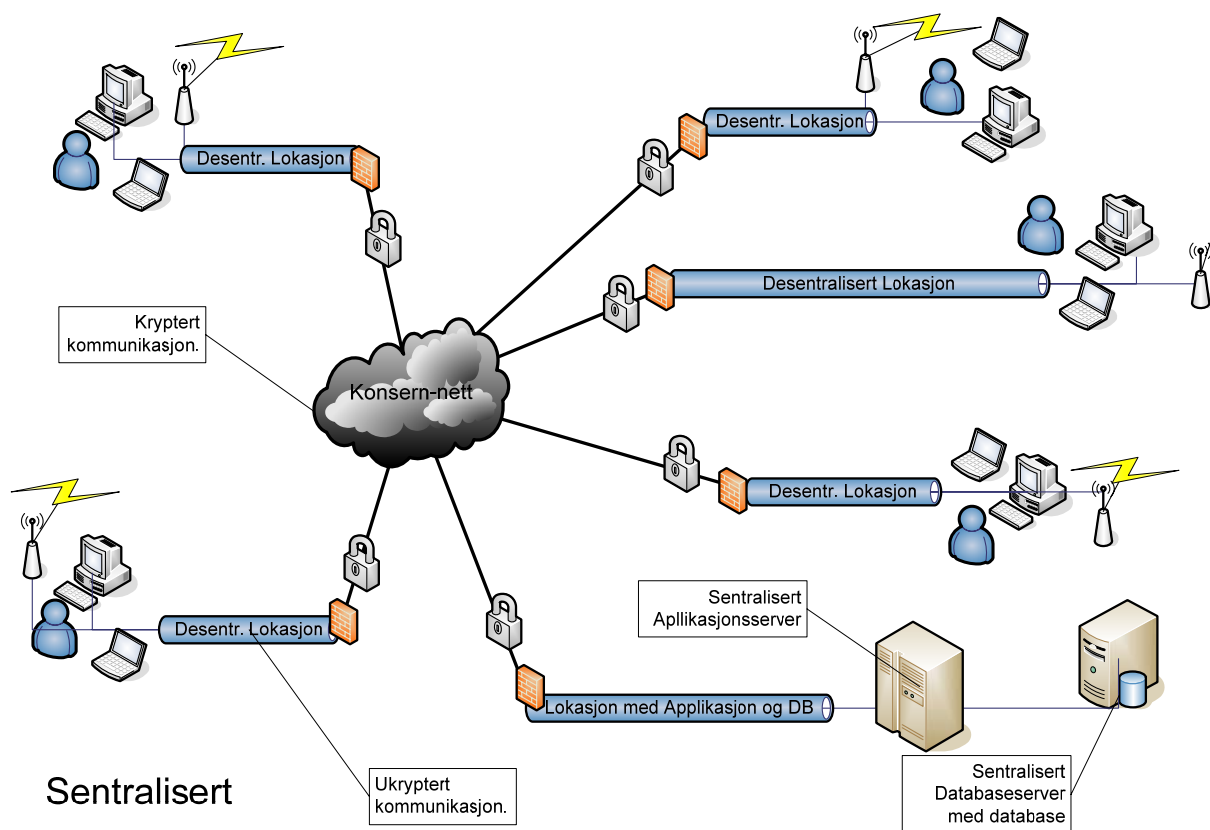 Desentr. Lokasjon
Desentr. Lokasjon
Desentralisert Lokasjon
Kryptert
kommunikasjon.
Konsern-nett
Desentr. Lokasjon
Desentr. Lokasjon
Sentralisert
Apllikasjonsserver
Lokasjon med Applikasjon og DB
Sentralisert
Ukryptert
kommunikasjon.
Sentralisert
Databaseserver
med database